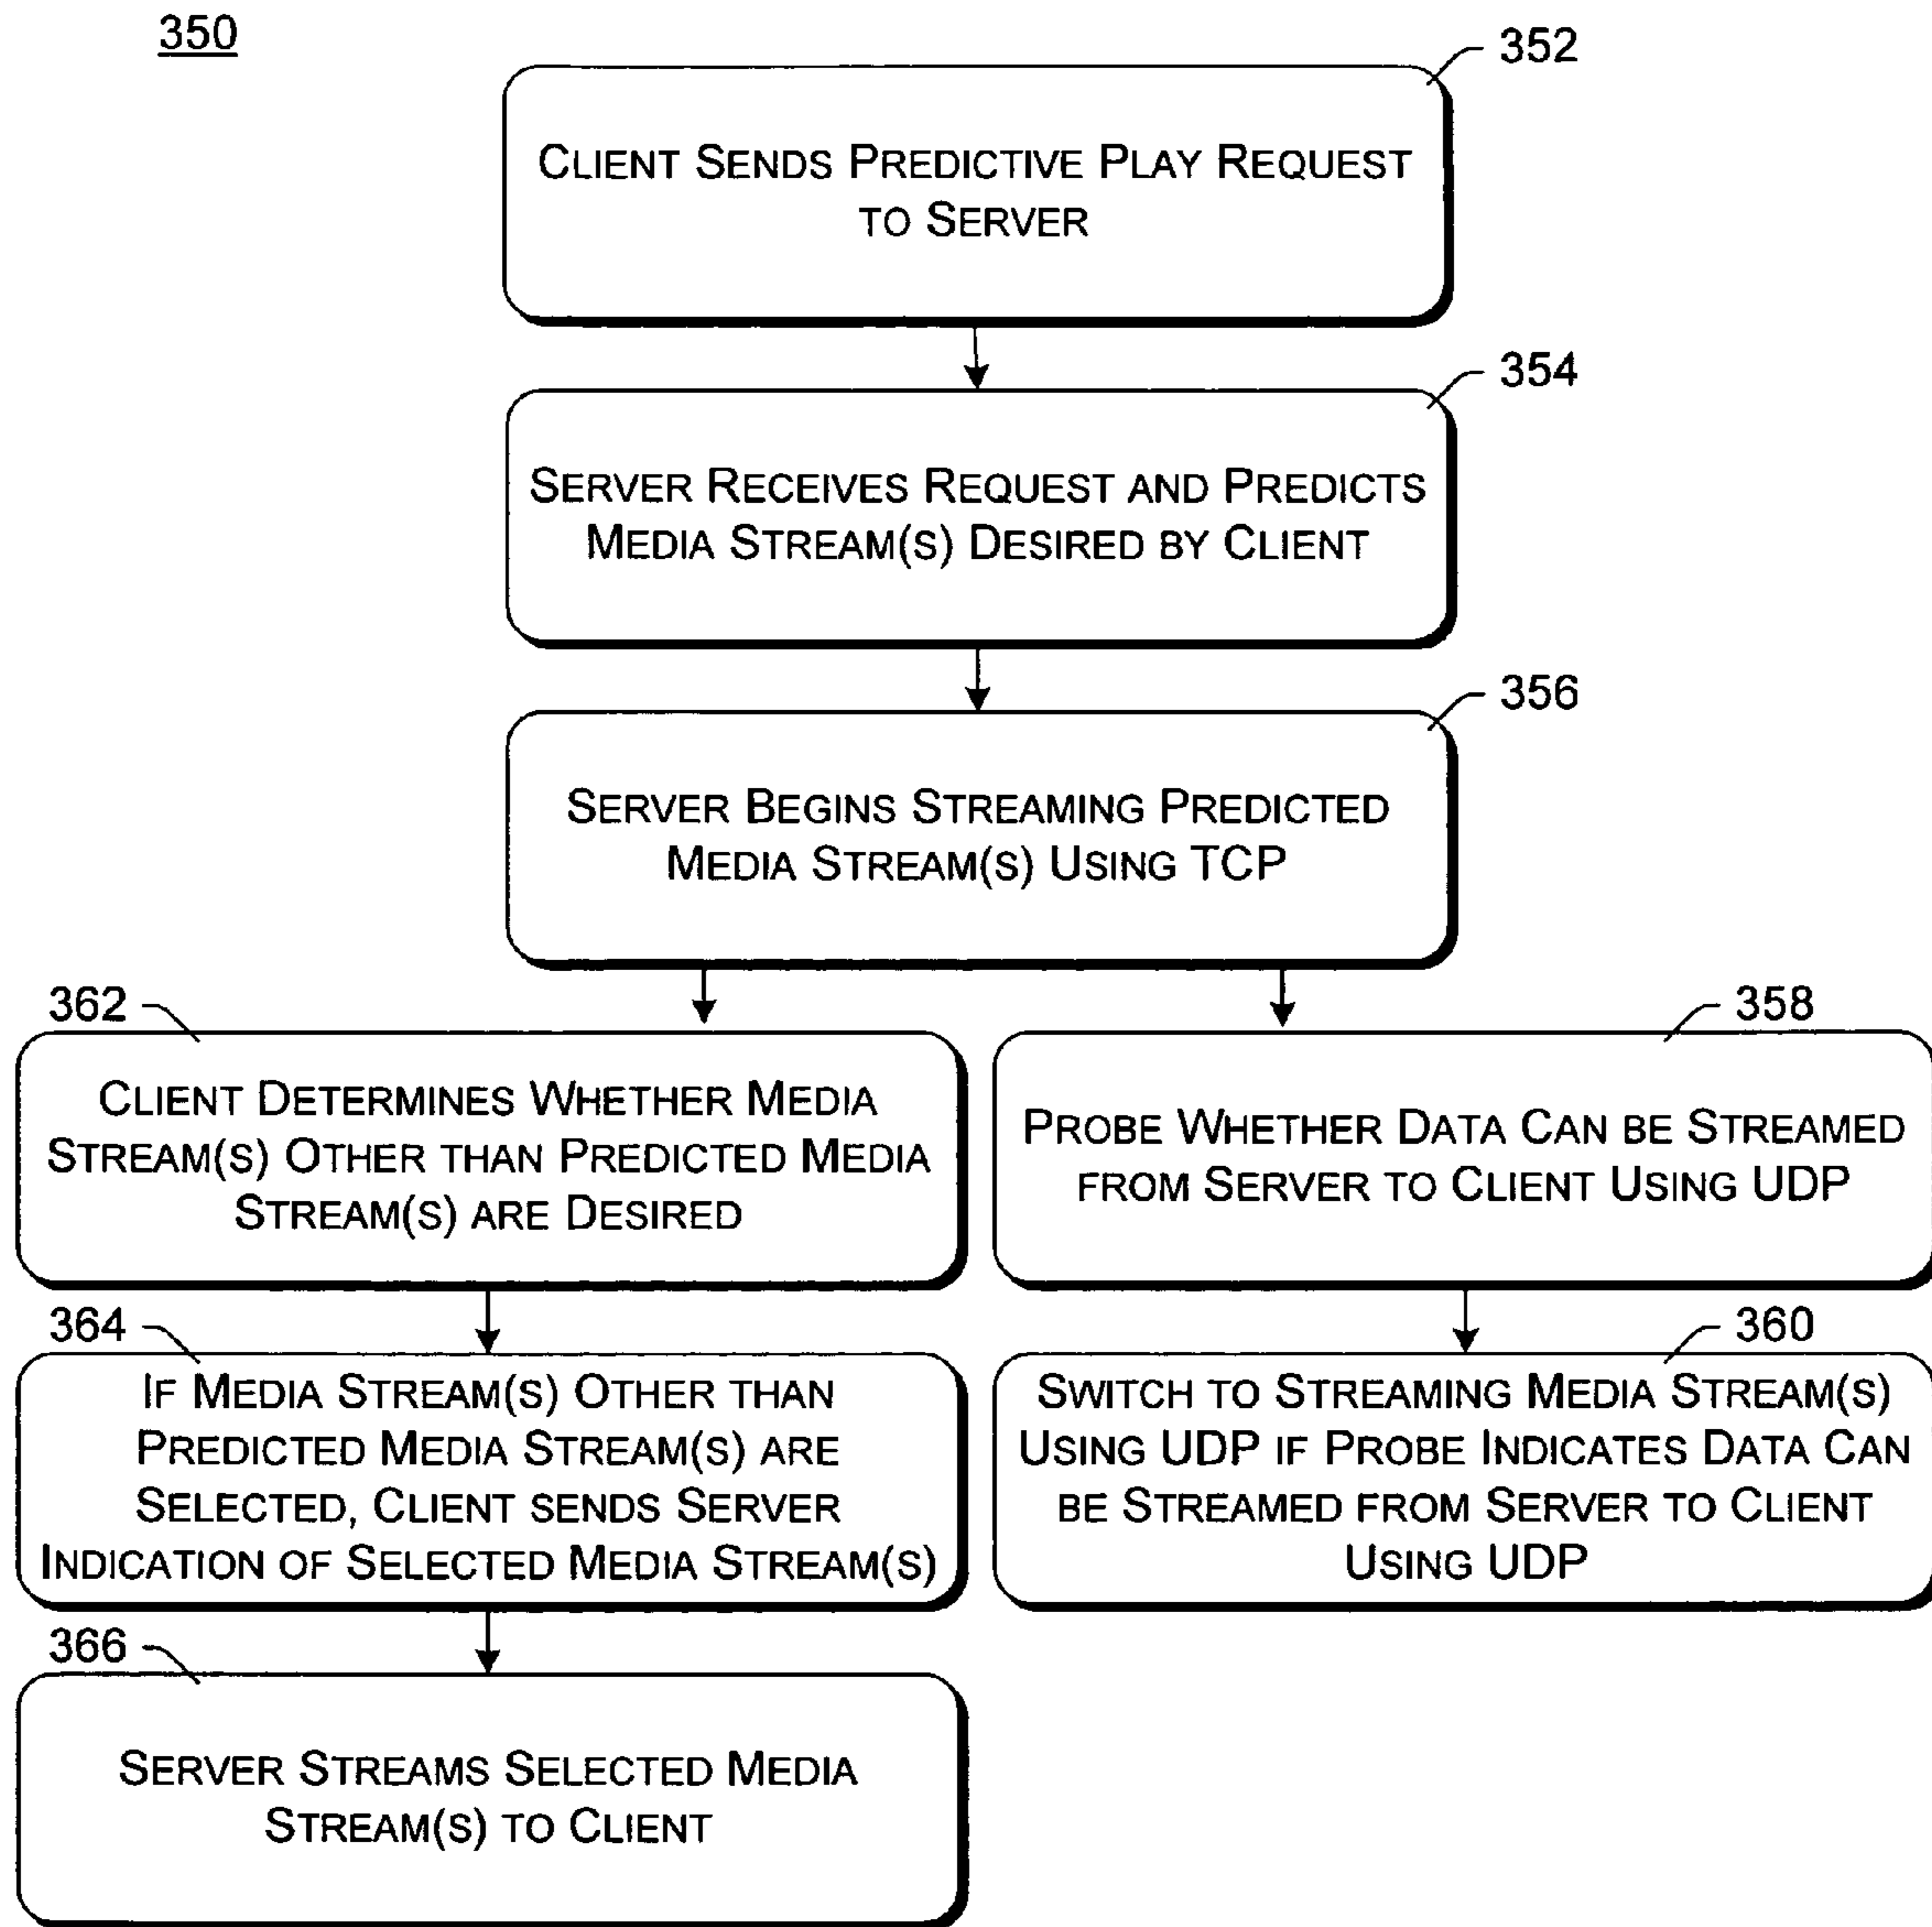 350
352
CLIENT SENDS PREDICTIVE PLAY REQUEST
TO SERVER
354
SERVER RECEIVES REQUEST AND PREDICTS
MEDIA STREAM(S) DESIRED BY CLIENT
356
SERVER BEGINS STREAMING PREDICTED
MEDIA STREAM(S) USING TCP
362
CLIENT DETERMINES WHETHER MEDIA
STREAM(S) OTHER THAN PREDICTED MEDIA
STREAM(S) ARE DESIRED
358
PROBE WHETHER DATA CAN BE STREAMED
FROM SERVER TO CLIENT USING UDP
364
IF MEDIA STREAM(S) OTHER THAN
PREDICTED MEDIA STREAM(S) ARE
SELECTED, CLIENT SENDS SERVER
INDICATION OF SELECTED MEDIA STREAM(S)
360
SWITCH TO STREAMING MEDIA STREAM(S)
USING UDP IF PROBE INDICATES DATA CAN
BE STREAMED FROM SERVER TO CLIENT
USING UDP
366
SERVER STREAMS SELECTED MEDIA
STREAM(S) TO CLIENT